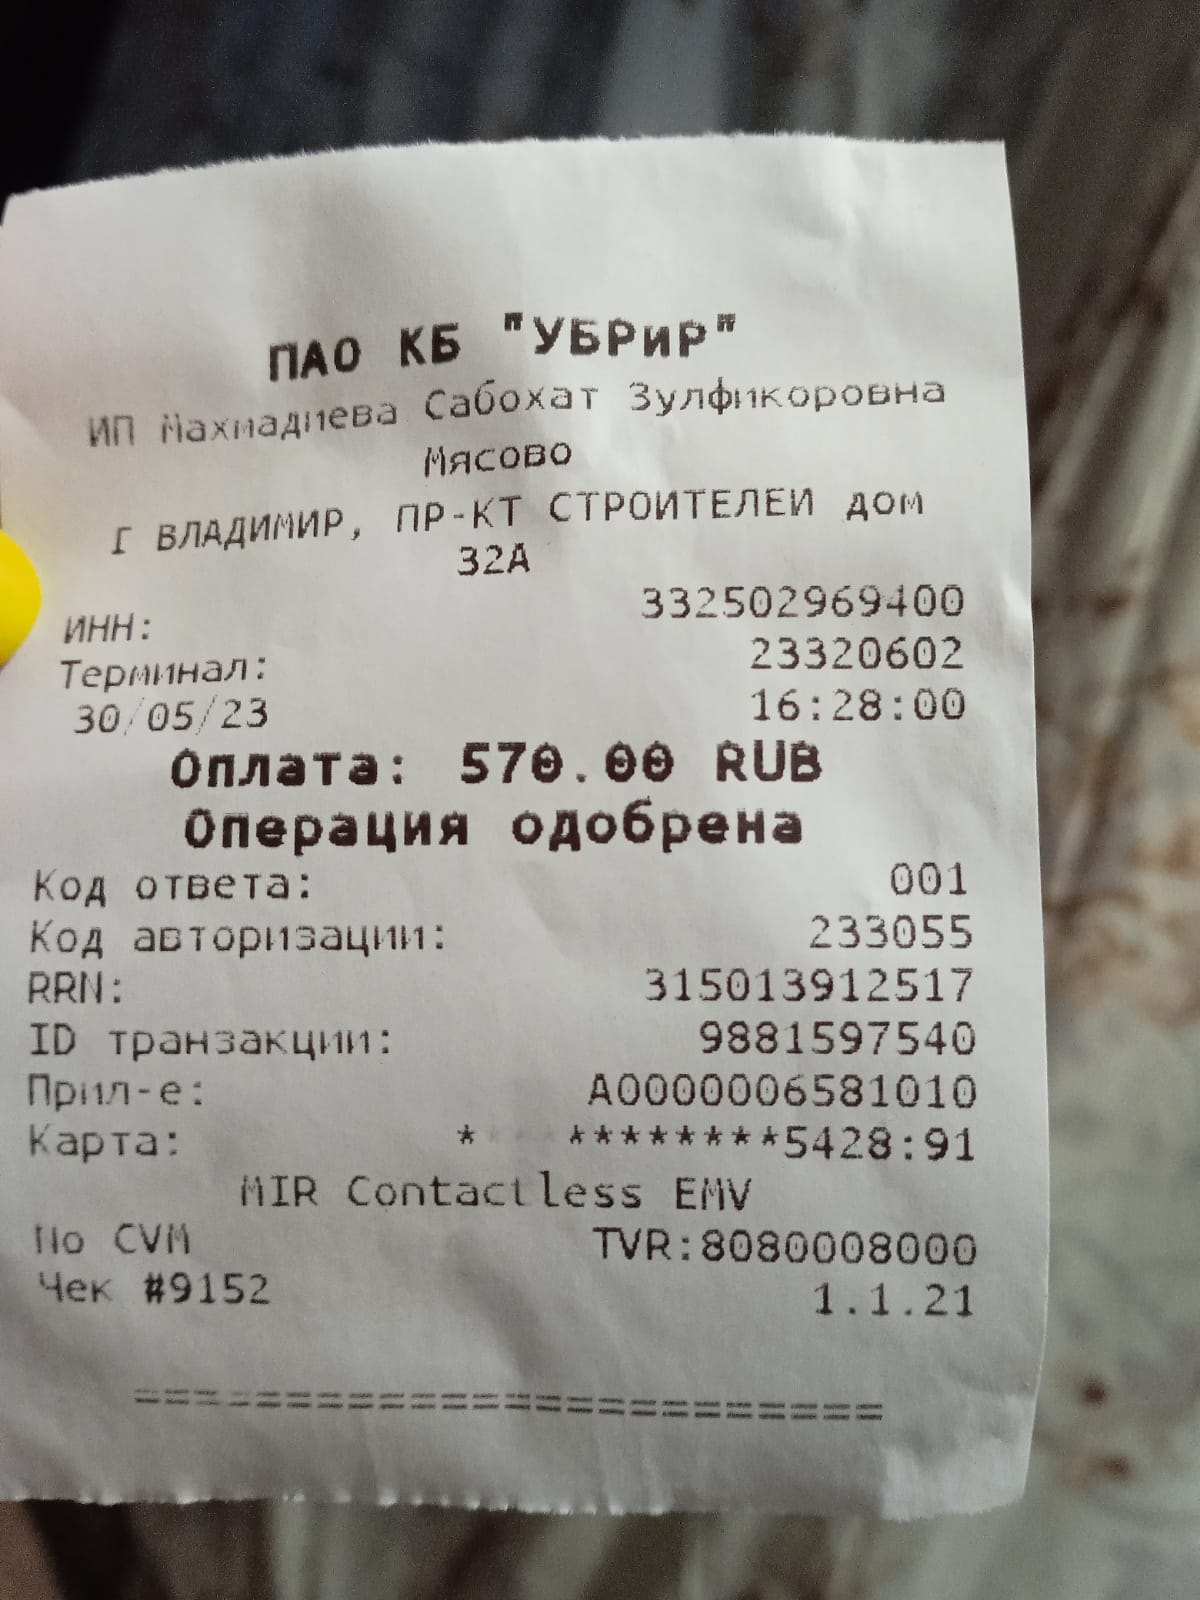 ПАО КБ "УБРиР"
ИП Махмадиева Сабохат Зулфикоровна
Мясово
Г ВЛАДИМИР, ПР-КТ СТРОИТЕЛЕЙ ДОМ
32А
ИНН: 332502969400
Терминал: 23320602
30/05/23 16:28:00
Оплата: 570.00 RUB
Операция одобрена
Код ответа: 001
Код авторизации: 233055
RRN: 315013912517
ID транзакции: 9881597540
Прил-е: A0000006581010
Карта: ************5428:91
MIR Contactless EMV
No CVM TVR:8080008000
Чек #9152 1.1.21
=========================